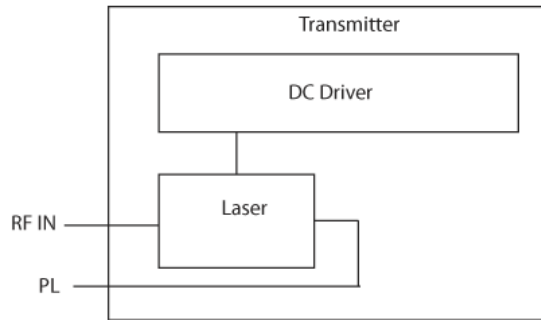 Transmitter
DC Driver
Laser
RF IN
PL